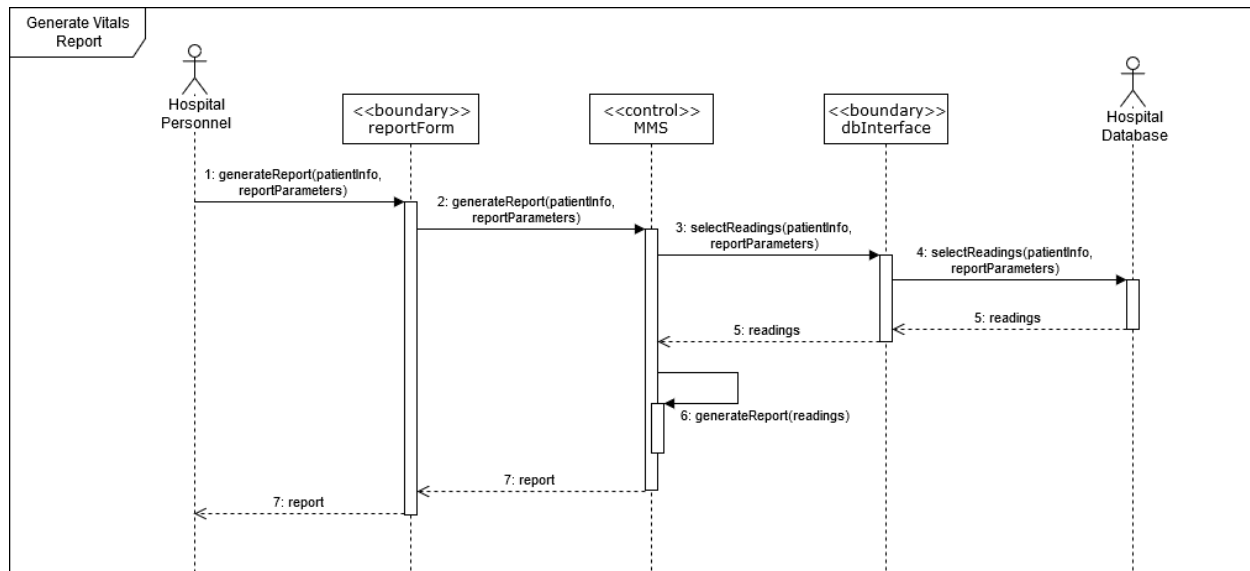 Generate Vitals
Report
Hospital
Personnel
<<boundary>>
reportForm
<<control>>
MMS
<<boundary>>
dbInterface
Hospital
Database
1: generateReport(patientInfo,
reportParameters)
2: generateReport(patientInfo,
reportParameters)
3: selectReadings(patientInfo,
reportParameters)
4: selectReadings(patientInfo,
reportParameters)
5: readings
5: readings
6: generateReport(readings)
7: report
7: report